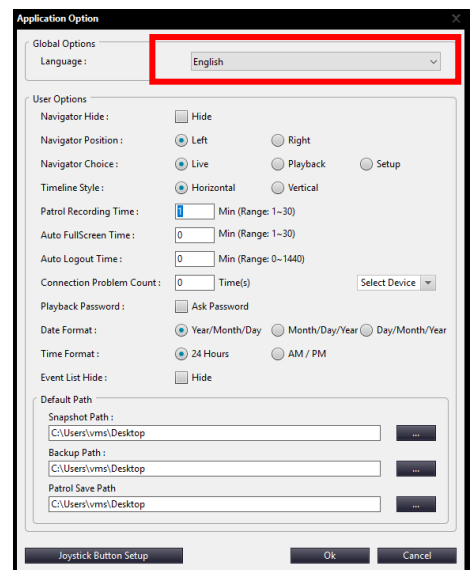 Application Option
Global Options
Language : English
User Options
Navigator Hide : Hide
Navigator Position : Left Right
Navigator Choice : Live Playback Setup
Timeline Style : Horizontal Vertical
Patrol Recording Time : 1 Min (Range: 1~30)
Auto FullScreen Time : 0 Min (Range: 1~30)
Auto Logout Time : 0 Min (Range: 0~1440)
Connection Problem Count : 0 Time(s) Select Device
Playback Password : Ask Password
Date Format : Year/Month/Day Month/Day/Year Day/Month/Year
Time Format : 24 Hours AM / PM
Event List Hide : Hide
Default Path
Snapshot Path :
C:\Users\vms\Desktop ...
Backup Path :
C:\Users\vms\Desktop ...
Patrol Save Path
C:\Users\vms\Desktop ...
Joystick Button Setup Ok Cancel